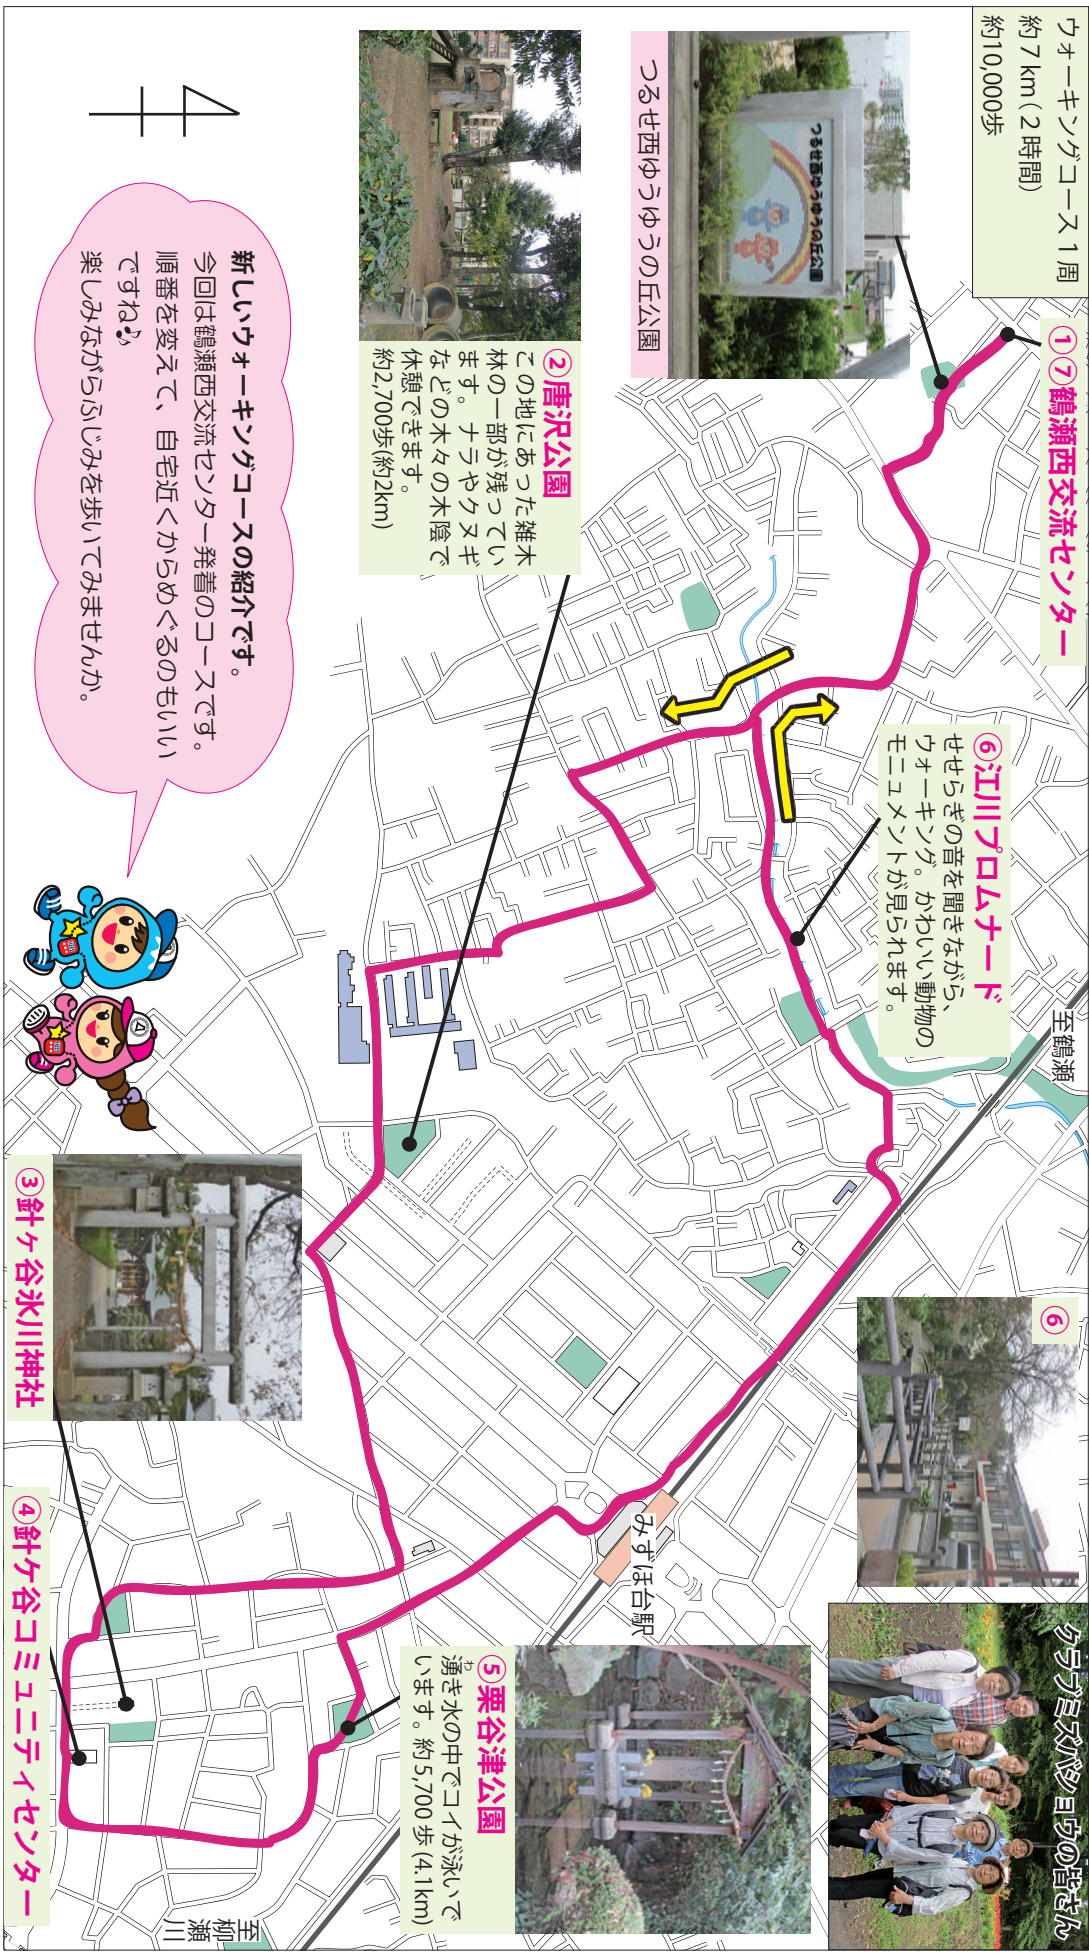 ウォーキングコース1周
約7km(2時間)
約10,000歩
①⑦鶴瀬西交流センター
つるせ西ゆうゆうの丘公園
つるせ西ゆうゆうの丘公園
②唐沢公園
この地にあった雑木
林の一部が残ってい
ます。ナラやクヌギ
などの木々の木陰で
休憩できます。
約2,700歩(約2km)
新しいウォーキングコースの紹介です。
今回は鶴瀬西交流センター発着のコースです。
順番を変えて、自宅近くからめぐるのもいい
ですね♪
楽しみながらふじみを歩いてみませんか。
⑥江川プロムナード
せせらぎの音を聞きながら、
ウォーキング。かわいい動物の
モニュメントが見られます。
至鶴瀬
⑥
クラブミズバショウの皆さん
みずほ台駅
⑤栗谷津公園
わ
湧き水の中でコイが泳いで
います。約5,700歩(4.1km)
③針ヶ谷氷川神社
④針ケ谷コミュニティセンター
至柳瀬川